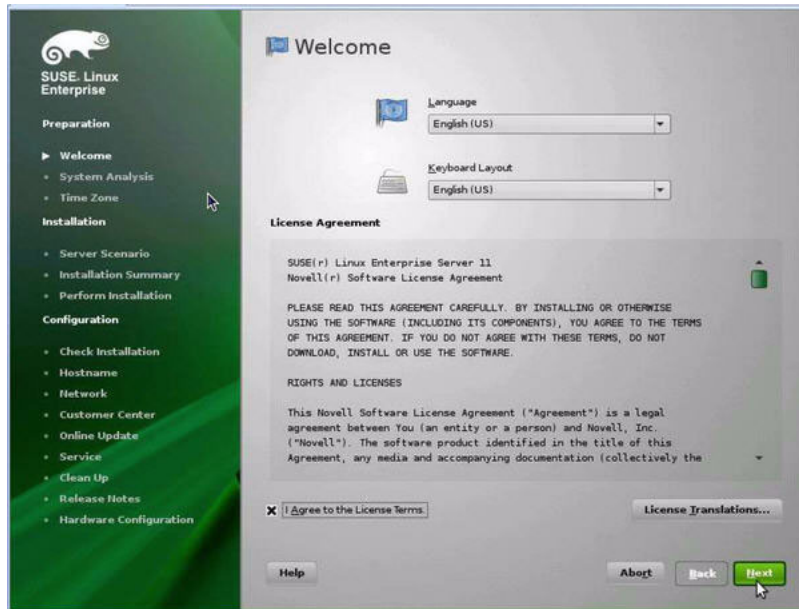 SUSE. Linux
Enterprise
Preparation
Welcome
System Analysis
Time Zone
Installation
Server Scenario
Installation Summary
Perform Installation
Configuration
Check Installation
Hostname
Network
Customer Center
Online Update
Service
Clean Up
Release Notes
Hardware Configuration
Welcome
Language
English (US)
Keyboard Layout
English (US)
License Agreement
SUSE(r) Linux Enterprise Server 11
Novell(r) Software License Agreement
PLEASE READ THIS AGREEMENT CAREFULLY. BY INSTALLING OR OTHERWISE
USING THE SOFTWARE (INCLUDING ITS COMPONENTS), YOU AGREE TO THE TERMS
OF THIS AGREEMENT. IF YOU DO NOT AGREE WITH THESE TERMS, DO NOT
DOWNLOAD, INSTALL OR USE THE SOFTWARE.
RIGHTS AND LICENSES
This Novell Software License Agreement ("Agreement") is a legal
agreement between You (an entity or a person) and Novell, Inc.
("Novell"). The software product identified in the title of this
Agreement, any media and accompanying documentation (collectively the
I Agree to the License Terms.
License Translations...
Help
Abort
Back
Next